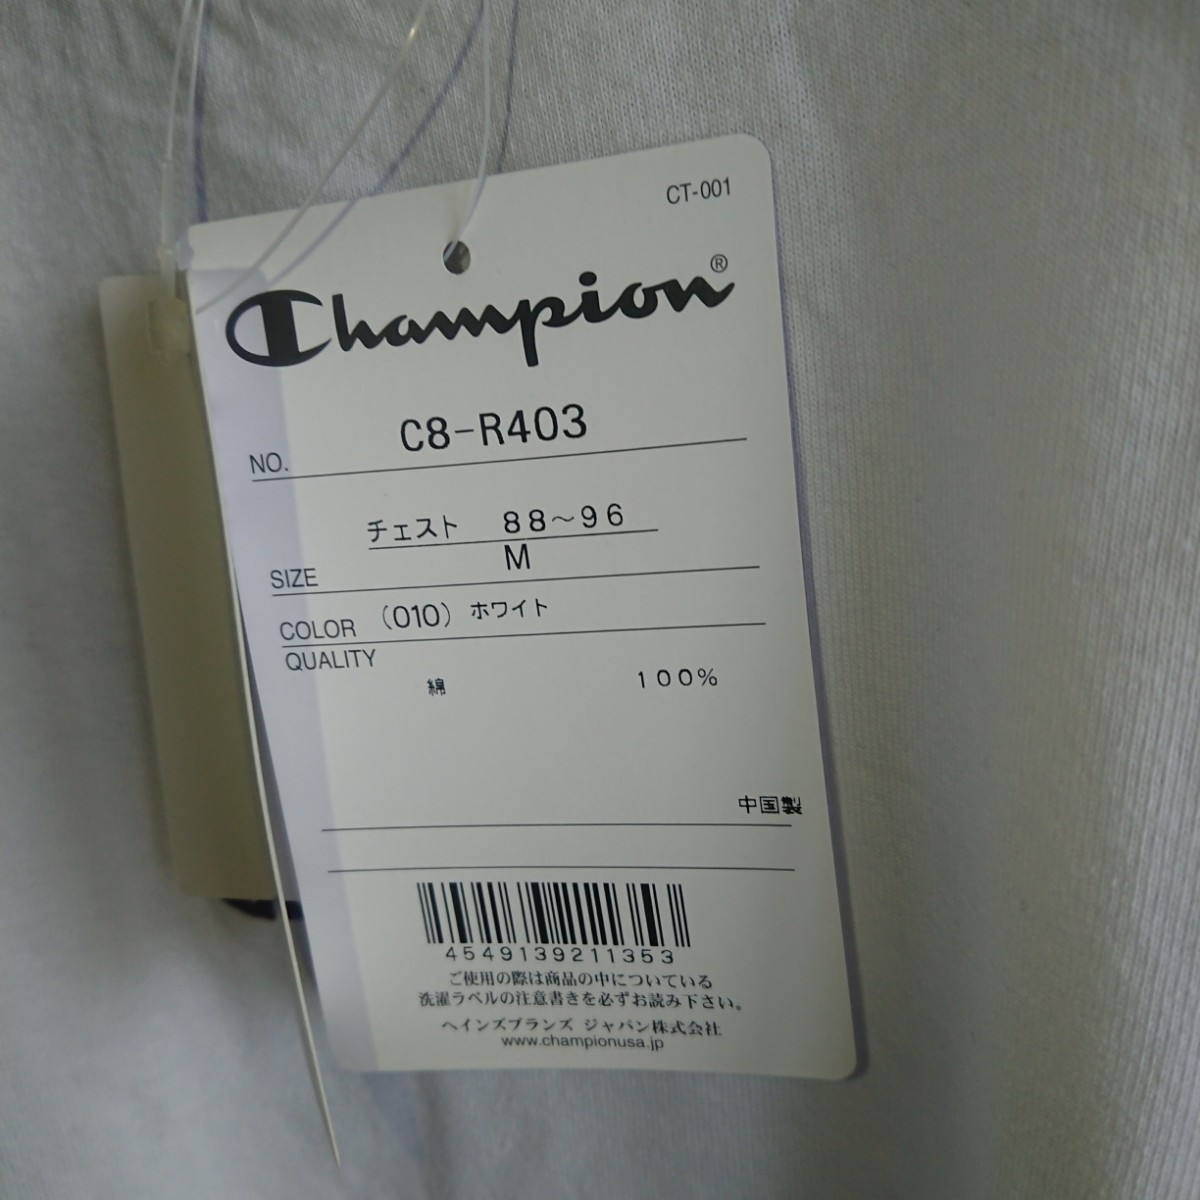 CT-001
Champion®
NO. C8-R403
チェスト 88～96
SIZE M
COLOR (010) ホワイト
QUALITY
綿 100%
中国製
4549139211353
ご使用の際は商品の中についている
洗濯ラベルの注意書きを必ずお読み下さい。
ヘインズブランズ ジャパン株式会社
www.championusa.jp